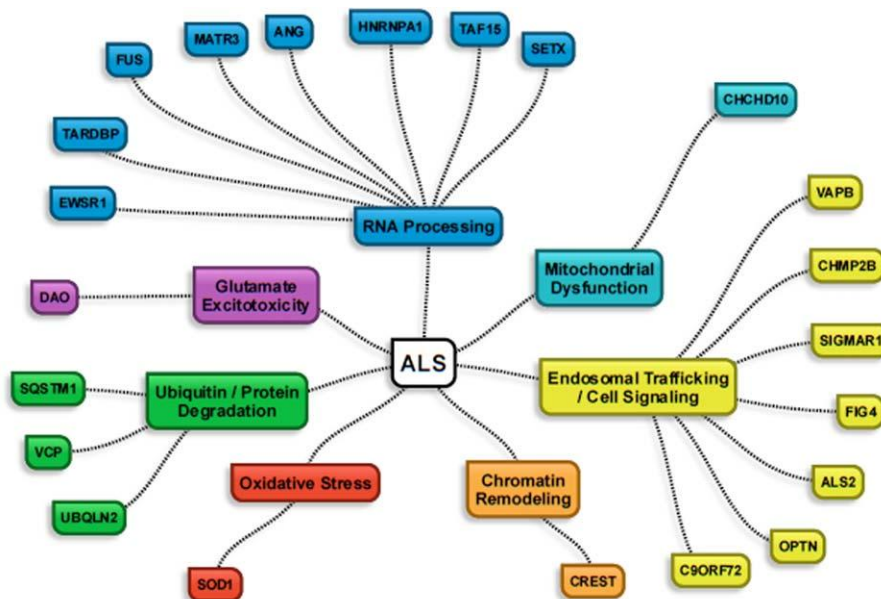 HNRNPA1
TAF15
ANG
MATR3
SETX
FUS
CHCHD10
TARDBP
VAPB
EWSR1
RNA Processing
CHMP2B
Mitochondrial
Dysfunction
Glutamate
Excitotoxicity
DAO
SIGMAR1
ALS
SQSTM1
Ubiquitin / Protein
Degradation
Endosomal Trafficking
/ Cell Signaling
FIG4
VCP
ALS2
Oxidative Stress
Chromatin
Remodeling
UBQLN2
OPTN
C9ORF72
SOD1
CREST